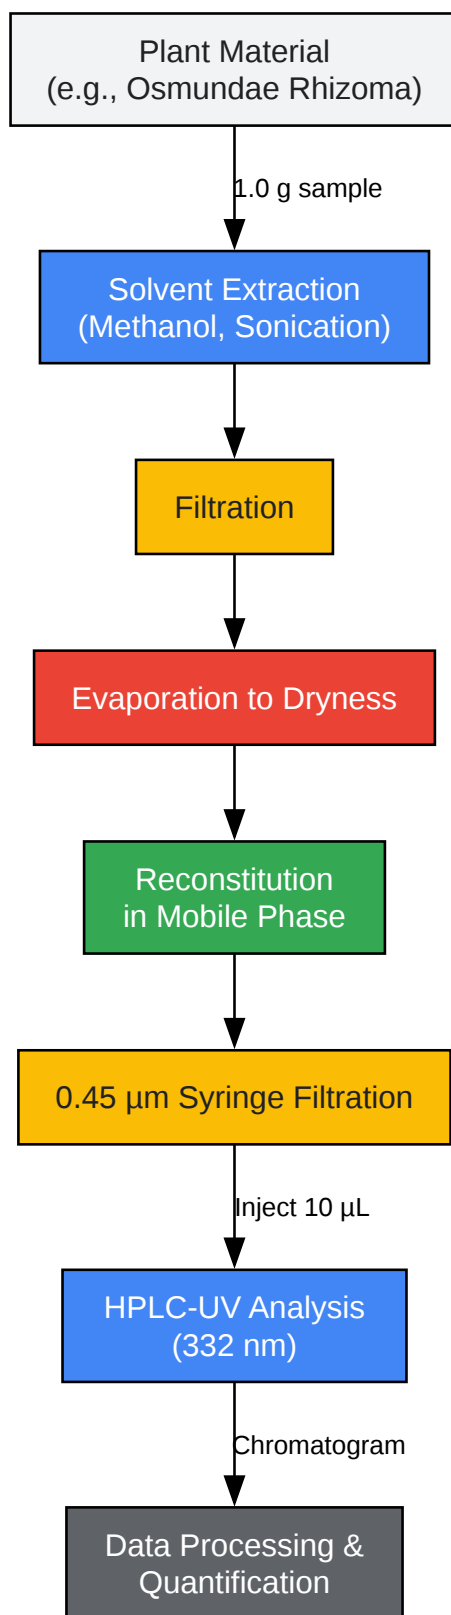 Plant Material
(e.g., Osmundae Rhizoma)
1.0 g sample
Solvent Extraction
(Methanol, Sonication)
Filtration
Evaporation to Dryness
Reconstitution
in Mobile Phase
0.45 µm Syringe Filtration
Inject 10 µL
HPLC-UV Analysis
(332 nm)
Chromatogram
Data Processing &
Quantification